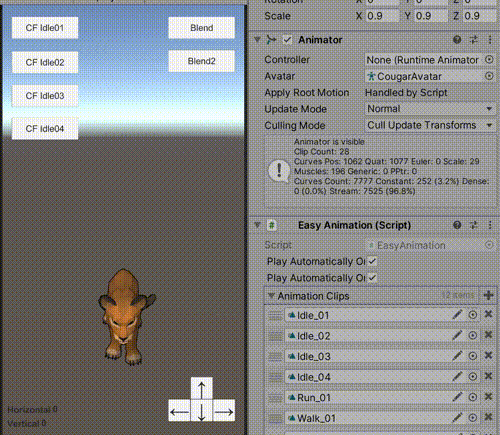 CF Idle01
Blend
CF Idle02
Blend2
CF Idle03
CF Idle04
Horizontal 0
Vertical 0
Scale X 0.9 Y 0.9 Z 0.9
Animator
Controller None (Runtime Animator
Avatar CougarAvatar
Apply Root Motion Handled by Script
Update Mode Normal
Culling Mode Cull Update Transforms
Animator is visible
Clip Count: 28
Curves Pos: 1062 Quat: 1077 Euler: 0 Scale: 29
Muscles: 196 Generic: 0 PPtr: 0
Curves Count: 7777 Constant: 252 (3.2%) Dense:
0 (0.0%) Stream: 7525 (96.8%)
Easy Animation (Script)
Script EasyAnimation
Play Automatically O
Play Automatically O
Animation Clips 12 items
Idle_01
Idle_02
Idle_03
Idle_04
Run_01
Walk_01